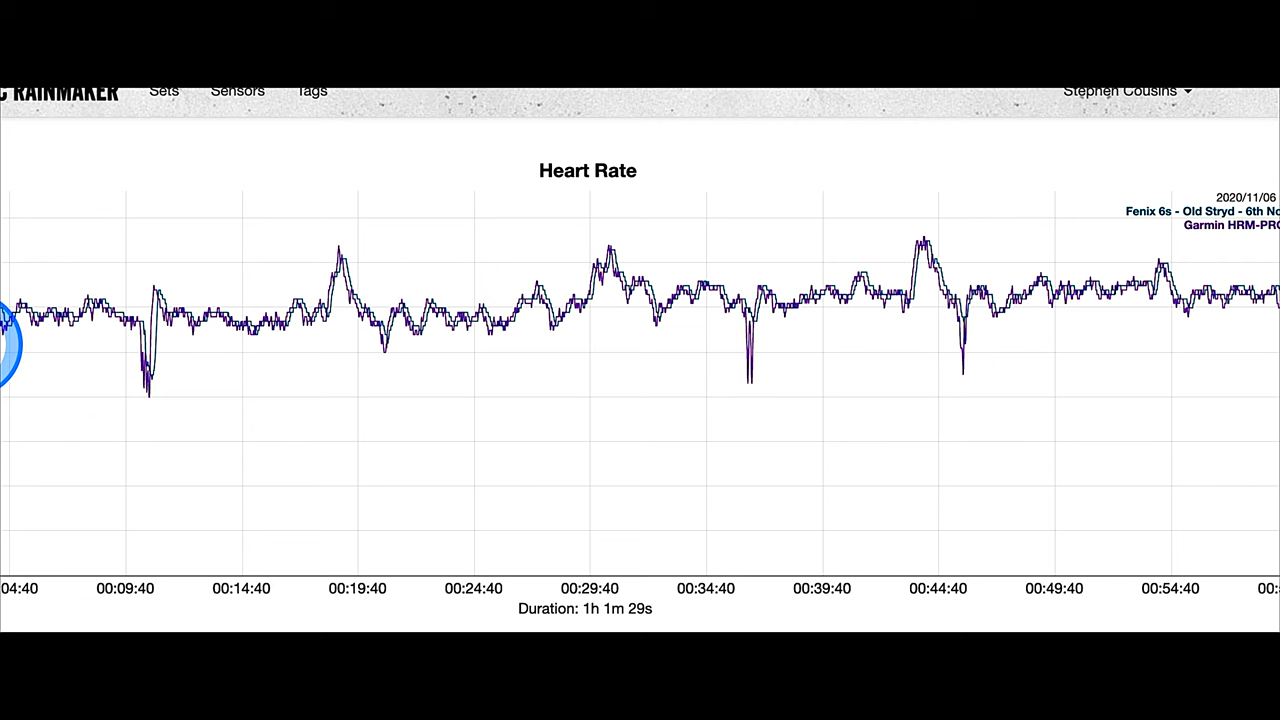 C RAINMAKER Sets Sensors Tags Stephen Cousins
Heart Rate
2020/11/06
Fenix 6s - Old Stryd - 6th No
Garmin HRM-PRO
04:40 00:09:40 00:14:40 00:19:40 00:24:40 00:29:40 00:34:40 00:39:40 00:44:40 00:49:40 00:54:40 00:
Duration: 1h 1m 29s